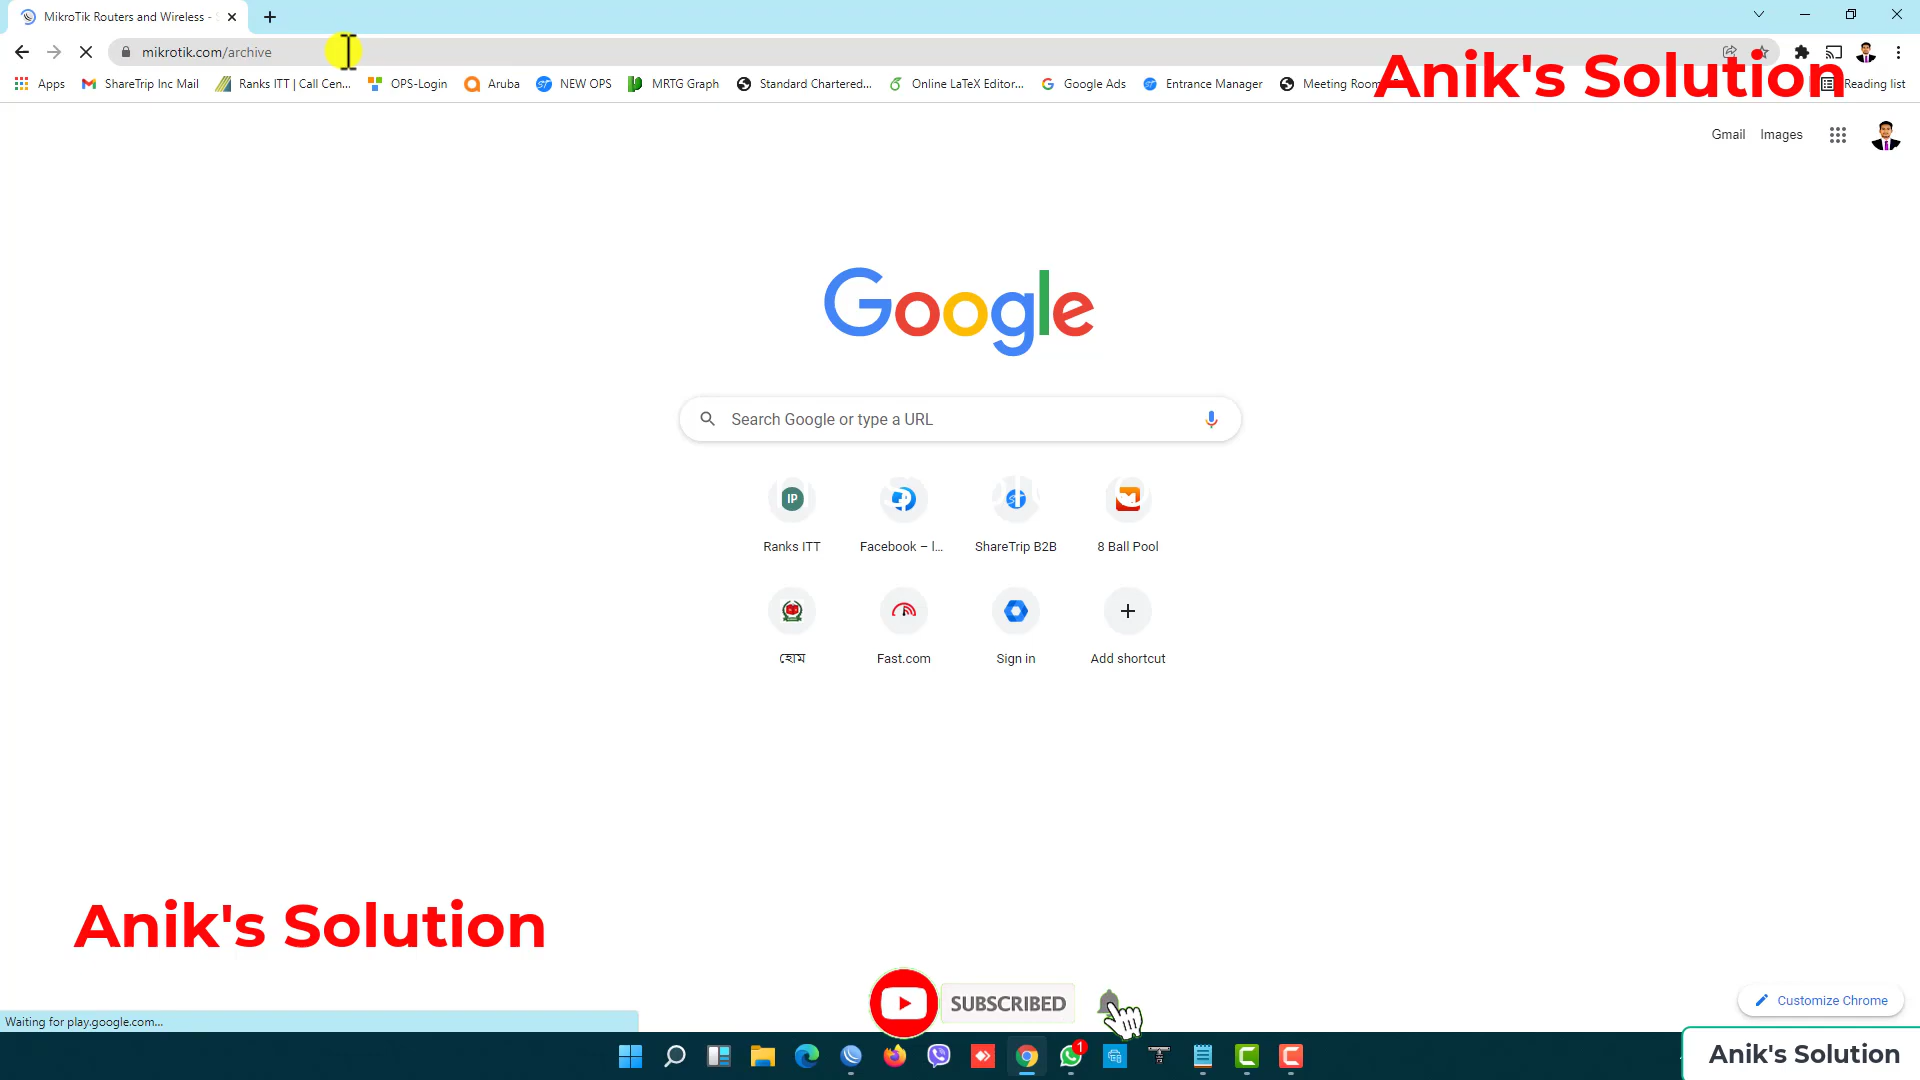 MikroTik Routers and Wireless -
mikrotik.com/archive
Apps
ShareTrip Inc Mail
Ranks ITT | Call Cen...
OPS-Login
Aruba
NEW OPS
MRTG Graph
Standard Chartered...
Online LaTeX Editor...
Google Ads
Entrance Manager
Meeting Room
Reading list
Anik's Solution
Gmail
Images
Google
Search Google or type a URL
IP
Ranks ITT
Facebook – l...
ShareTrip B2B
8 Ball Pool
হোম
Fast.com
Sign in
Add shortcut
Anik's Solution
SUBSCRIBED
Customize Chrome
Waiting for play.google.com...
1
Anik's Solution